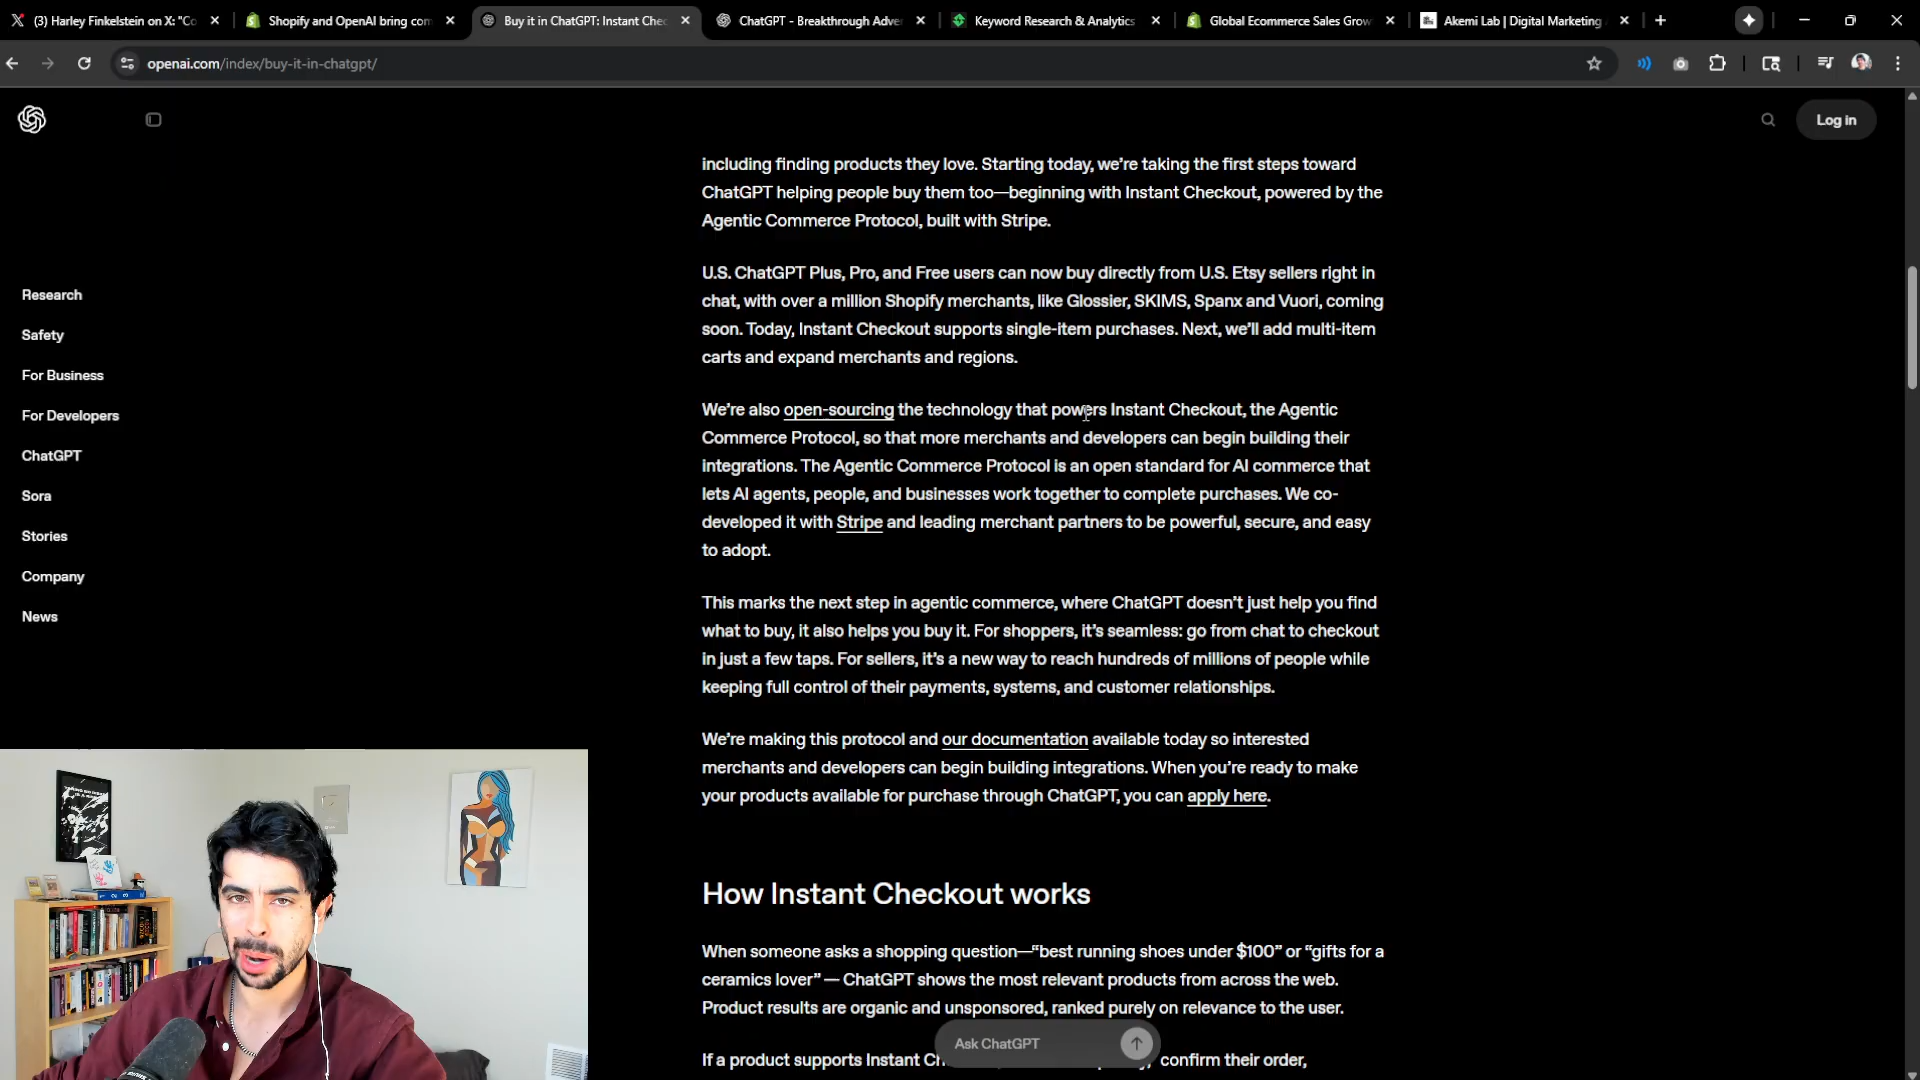 (3) Harley Finkelstein on X: "Co
Shopify and OpenAI bring com
Buy it in ChatGPT: Instant Chec
ChatGPT - Breakthrough Adve
Keyword Research & Analytics
Global Ecommerce Sales Grow
Akemi Lab | Digital Marketing
openai.com/index/buy-it-in-chatgpt/
Log in
Research
Safety
For Business
For Developers
ChatGPT
Sora
Stories
Company
News
including finding products they love. Starting today, we're taking the first steps toward
ChatGPT helping people buy them too—beginning with Instant Checkout, powered by the
Agentic Commerce Protocol, built with Stripe.
U.S. ChatGPT Plus, Pro, and Free users can now buy directly from U.S. Etsy sellers right in
chat, with over a million Shopify merchants, like Glossier, SKIMS, Spanx and Vuori, coming
soon. Today, Instant Checkout supports single-item purchases. Next, we'll add multi-item
carts and expand merchants and regions.
We're also open-sourcing the technology that powers Instant Checkout, the Agentic
Commerce Protocol, so that more merchants and developers can begin building their
integrations. The Agentic Commerce Protocol is an open standard for AI commerce that
lets AI agents, people, and businesses work together to complete purchases. We co-
developed it with Stripe and leading merchant partners to be powerful, secure, and easy
to adopt.
This marks the next step in agentic commerce, where ChatGPT doesn't just help you find
what to buy, it also helps you buy it. For shoppers, it's seamless: go from chat to checkout
in just a few taps. For sellers, it's a new way to reach hundreds of millions of people while
keeping full control of their payments, systems, and customer relationships.
We're making this protocol and our documentation available today so interested
merchants and developers can begin building integrations. When you're ready to make
your products available for purchase through ChatGPT, you can apply here.
How Instant Checkout works
When someone asks a shopping question—“best running shoes under $100” or “gifts for a
ceramics lover” — ChatGPT shows the most relevant products from across the web.
Product results are organic and unsponsored, ranked purely on relevance to the user.
Ask ChatGPT
If a product supports Instant Ch confirm their order,